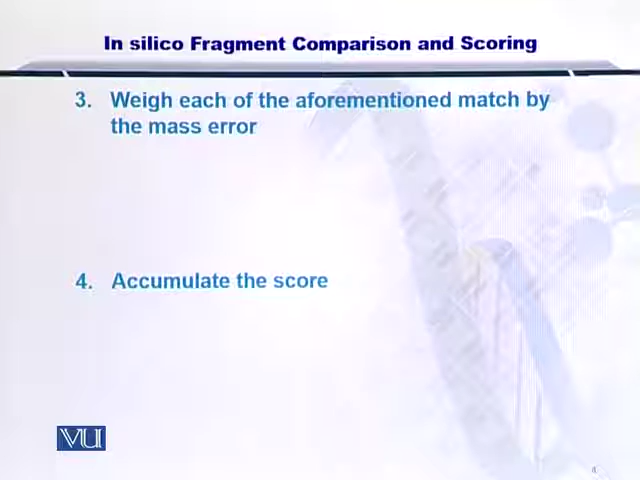 In silico Fragment Comparison and Scoring
3. Weigh each of the aforementioned match by
the mass error
4. Accumulate the score
VU
4